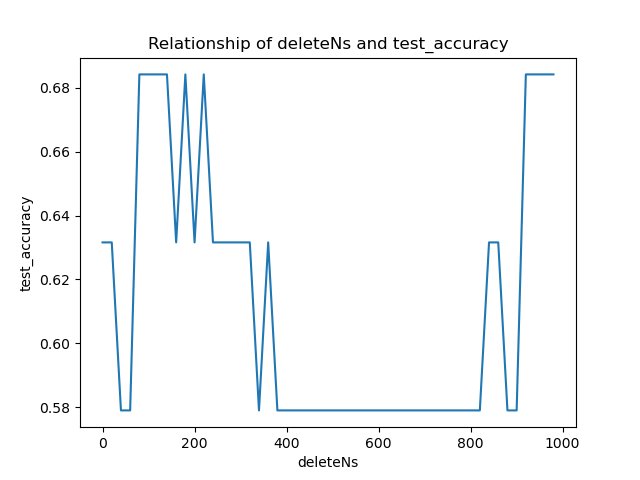 Relationship of deleteNs and test_accuracy
0.68
0.66
0.64
0.62
0.60
0.58
test_accuracy
0 200 400 600 800 1000
deleteNs